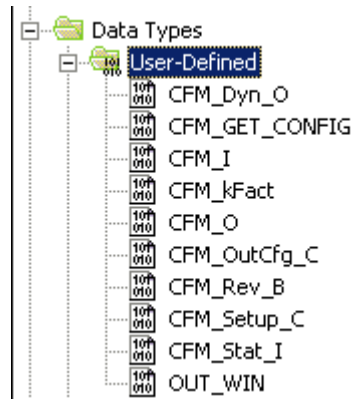 Data Types
User-Defined
CFM_Dyn_O
CFM_GET_CONFIG
CFM_I
CFM_kFact
CFM_O
CFM_OutCfg_C
CFM_Rev_B
CFM_Setup_C
CFM_Stat_I
OUT_WIN